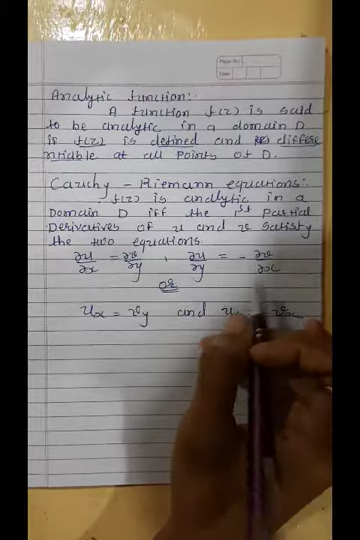 Page No.
Date
Analytic function:-
A function f(z) is said
to be analytic in a domain D
is f(z) is defined and differe
ntiable at all points of D.
Cauchy - Riemann equations:-
f(z) is analytic in a
Domain D iff the 1st Partial
Derivatives of u and v satisfy
the two equations.
∂u/∂x = ∂v/∂y , ∂u/∂y = - ∂v/∂x
or
ux = vy and u vx